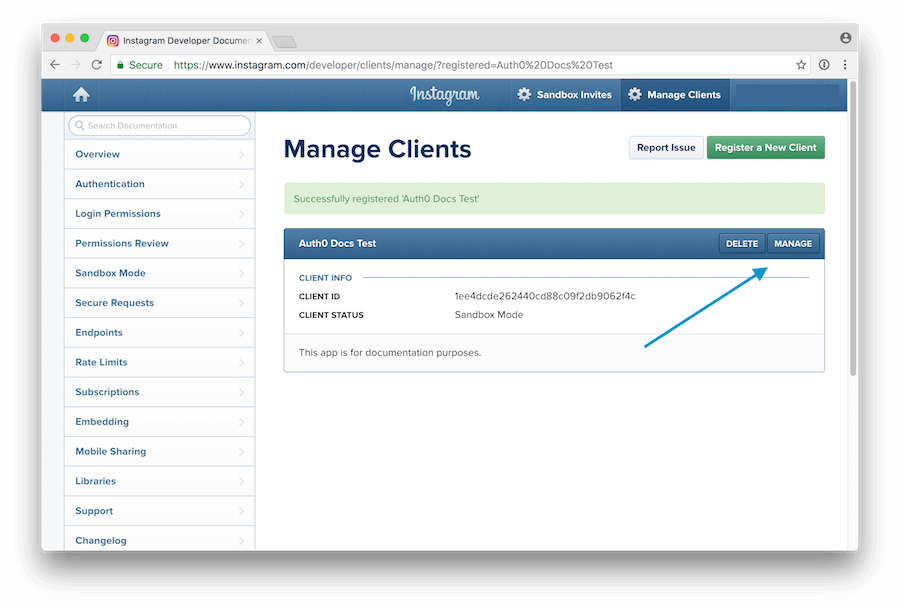 Instagram Developer Documen
Secure https://www.instagram.com/developer/clients/manage/?registered=Auth0%20Docs%20Test
Instagram Sandbox Invites Manage Clients
Search Documentation
Overview
Authentication
Login Permissions
Permissions Review
Sandbox Mode
Secure Requests
Endpoints
Rate Limits
Subscriptions
Embedding
Mobile Sharing
Libraries
Support
Changelog
Manage Clients
Report Issue Register a New Client
Successfully registered 'Auth0 Docs Test'
Auth0 Docs Test DELETE MANAGE
CLIENT INFO
CLIENT ID 1ee4dcde262440cd88c09f2db9062f4c
CLIENT STATUS Sandbox Mode
This app is for documentation purposes.